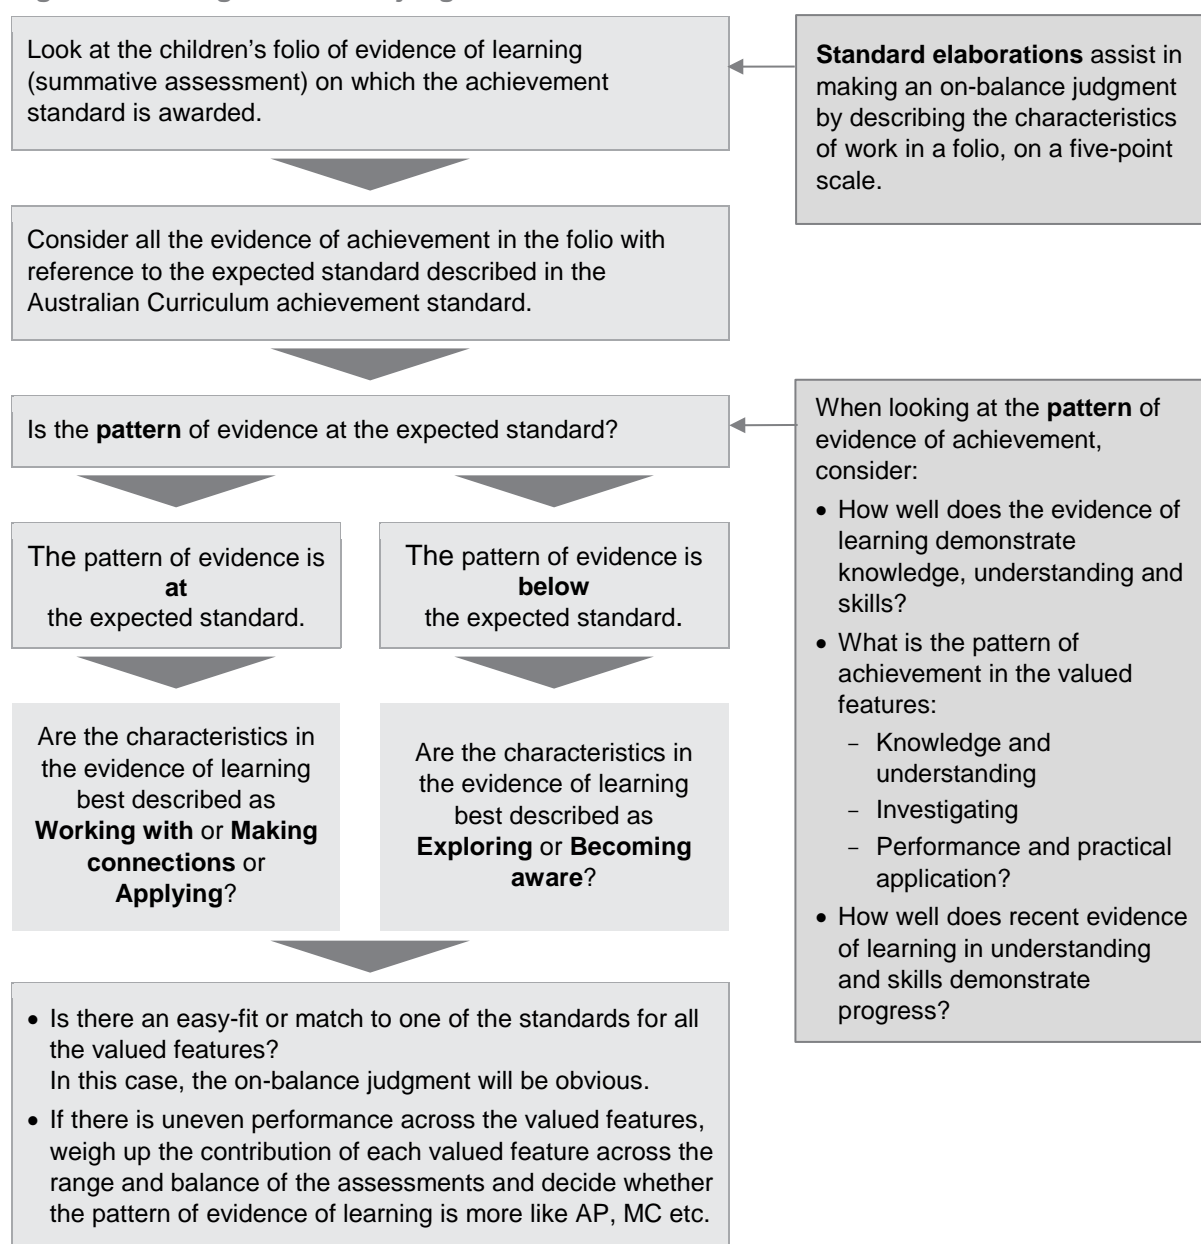 Look at the children's folio of evidence of learning
(summative assessment) on which the achievement
standard is awarded.
Standard elaborations assist in
making an on-balance judgment
by describing the characteristics
of work in a folio, on a five-point
scale.
Consider all the evidence of achievement in the folio with
reference to the expected standard described in the
Australian Curriculum achievement standard.
Is the pattern of evidence at the expected standard?
When looking at the pattern of
evidence of achievement,
consider:
• How well does the evidence of
learning demonstrate
knowledge, understanding and
skills?
• What is the pattern of
achievement in the valued
features:
- Knowledge and
understanding
- Investigating
- Performance and practical
application?
• How well does recent evidence
of learning in understanding
and skills demonstrate
progress?
The pattern of evidence is
at
the expected standard.
The pattern of evidence is
below
the expected standard.
Are the characteristics in
the evidence of learning
best described as
Working with or Making
connections or
Applying?
Are the characteristics in
the evidence of learning
best described as
Exploring or Becoming
aware?
• Is there an easy-fit or match to one of the standards for all
the valued features?
In this case, the on-balance judgment will be obvious.
• If there is uneven performance across the valued features,
weigh up the contribution of each valued feature across the
range and balance of the assessments and decide whether
the pattern of evidence of learning is more like AP, MC etc.